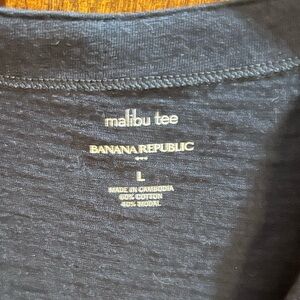 malibu tee
BANANA REPUBLIC
L
MADE IN CAMBODIA
60% COTTON
40% MODAL